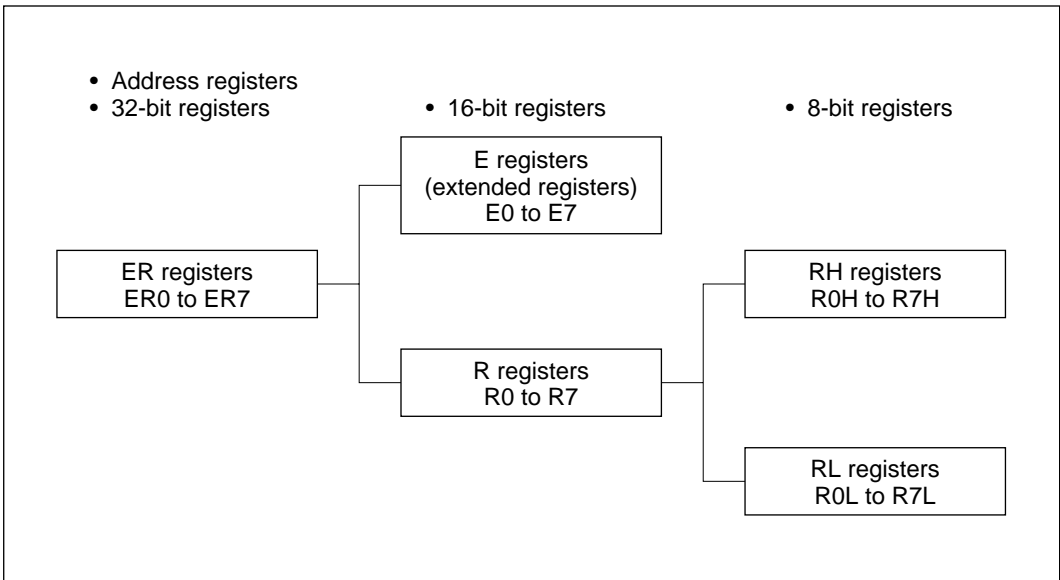 • Address registers
• 32-bit registers
• 16-bit registers
• 8-bit registers
E registers
(extended registers)
E0 to E7
ER registers
ER0 to ER7
RH registers
R0H to R7H
R registers
R0 to R7
RL registers
R0L to R7L